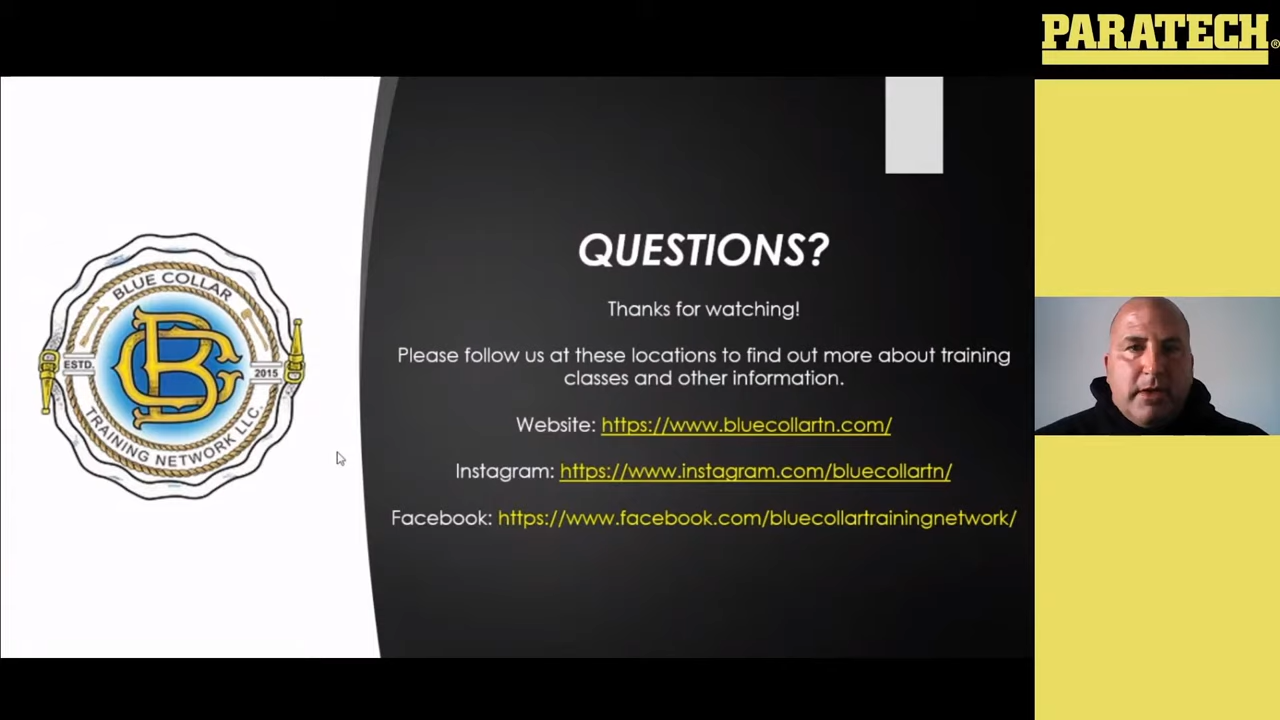 PARATECH®
BLUE COLLAR
ESTD.
2015
BC
TRAINING NETWORK LLC.
QUESTIONS?
Thanks for watching!
Please follow us at these locations to find out more about training
classes and other information.
Website: https://www.bluecollartn.com/
Instagram: https://www.instagram.com/bluecollartn/
Facebook: https://www.facebook.com/bluecollartrainingnetwork/